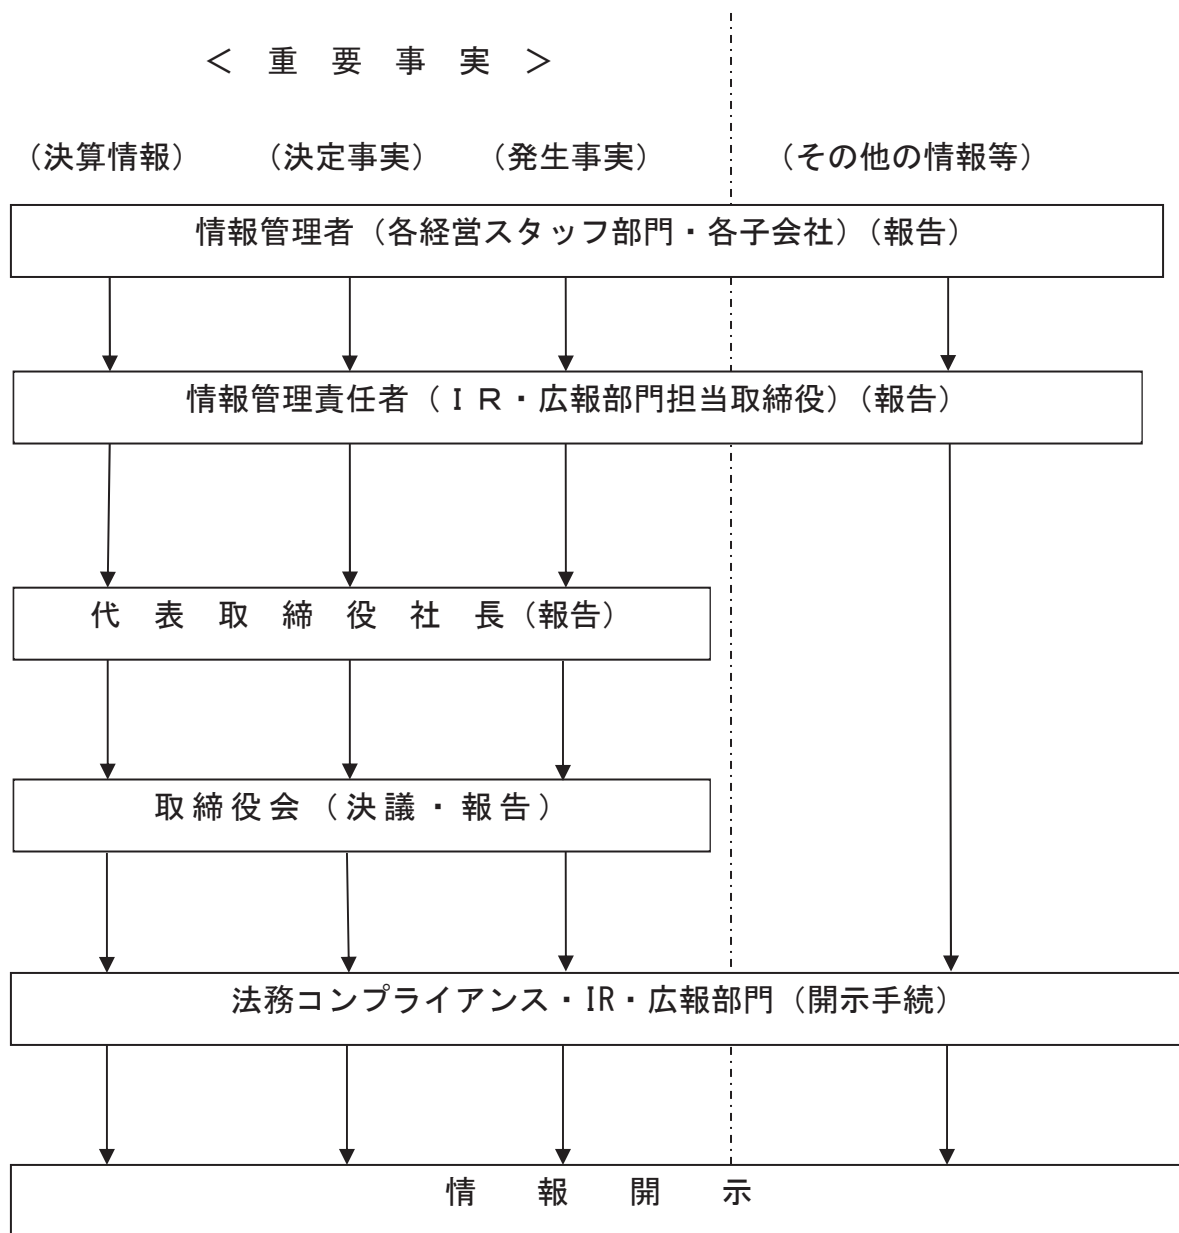 ＜　重　要　事　実　＞
（決算情報）　（決定事実）　（発生事実）　（その他の情報等）
情報管理者（各経営スタッフ部門・各子会社）（報告）
情報管理責任者（ＩＲ・広報部門担当取締役）（報告）
代　表　取　締　役　社　長（報告）
取締役会（決議・報告）
法務コンプライアンス・IR・広報部門（開示手続）
情　報　開　示